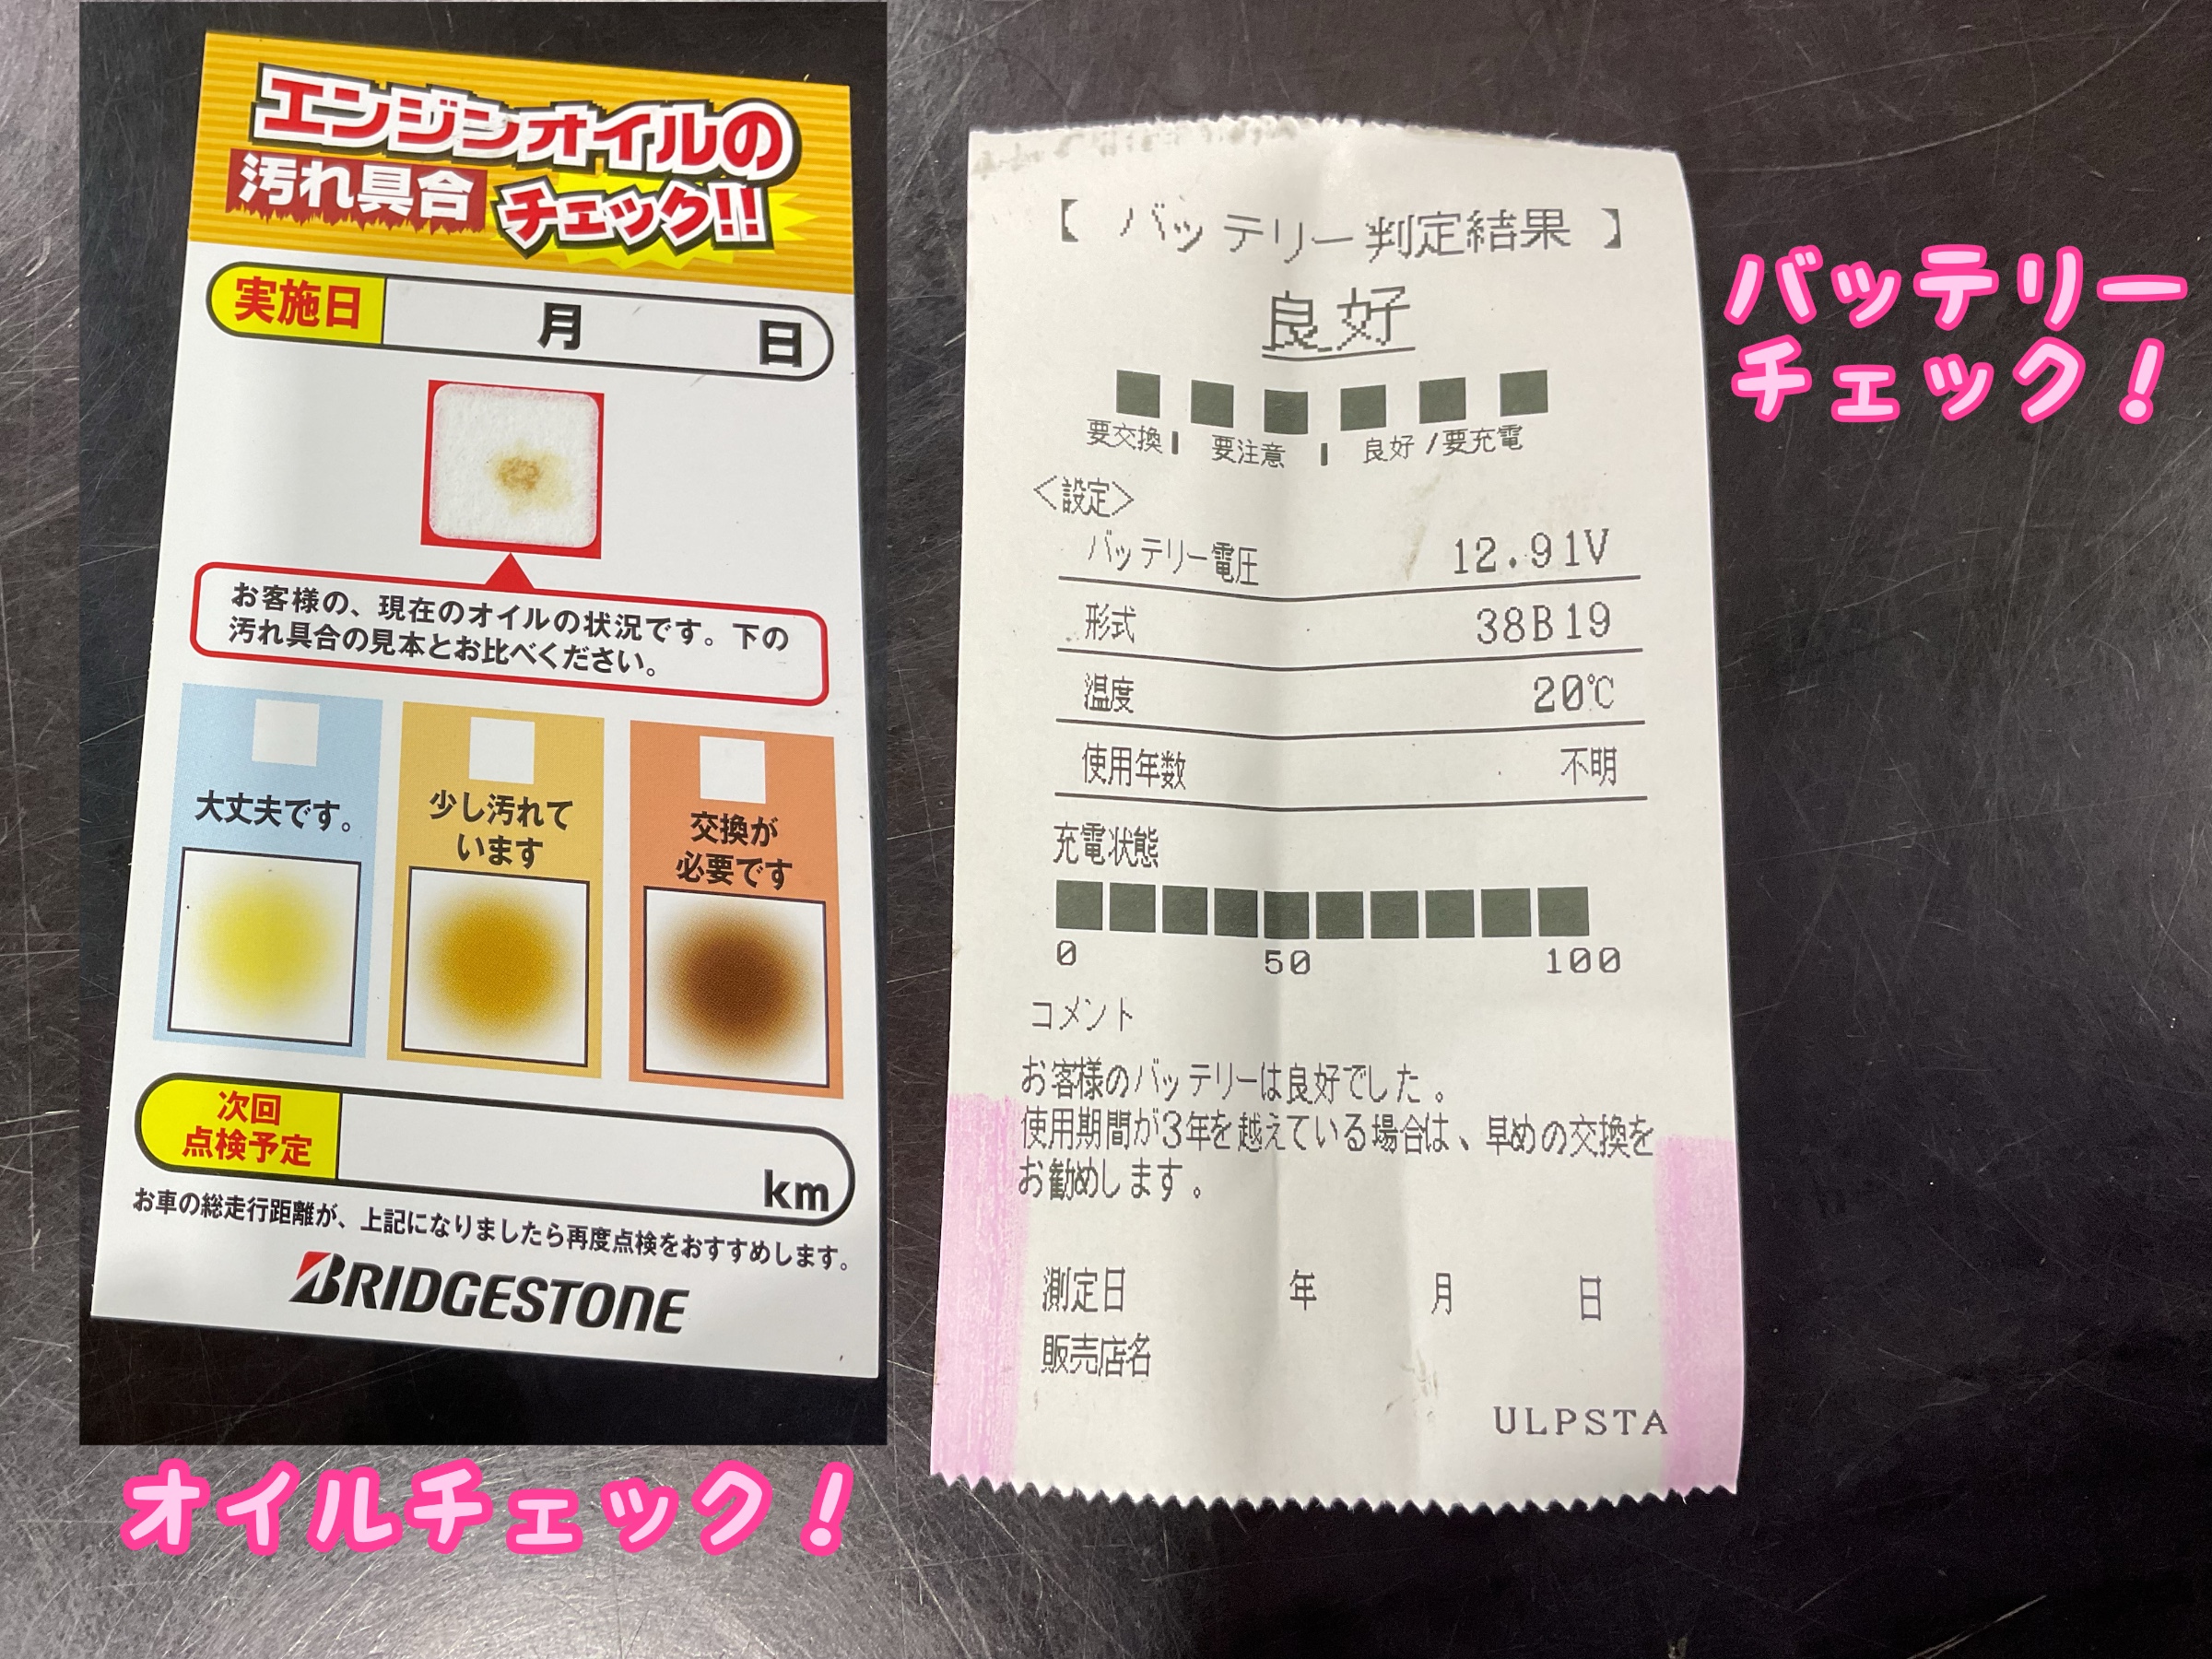 エンジンオイルの
汚れ具合 チェック!!
実施日 月 日
お客様の、現在のオイルの状況です。下の
汚れ具合の見本とお比べください。
大丈夫です。
少し汚れて
います
交換が
必要です
次回
点検予定
km
お車の総走行距離が、上記になりましたら再度点検をおすすめします。
BRIDGESTONE
オイルチェック！
【 バッテリー判定結果 】
良好
要交換 | 要注意 | 良好 / 要充電
<設定>
バッテリー電圧 12.91V
形式 38B19
温度 20℃
使用年数 不明
充電状態
0 50 100
コメント
お客様のバッテリーは良好でした。
使用期間が3年を越えている場合は、早めの交換を
お勧めします。
測定日 年 月 日
販売店名
ULPSTA
バッテリー
チェック！